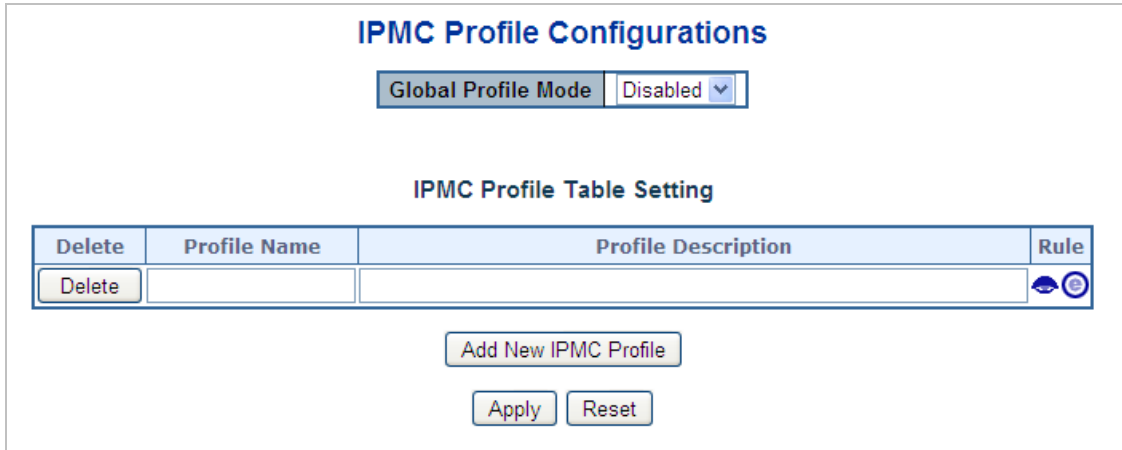 IPMC Profile Configurations
Global Profile Mode Disabled
IPMC Profile Table Setting
Delete Profile Name Profile Description Rule
Delete e
Add New IPMC Profile
Apply Reset